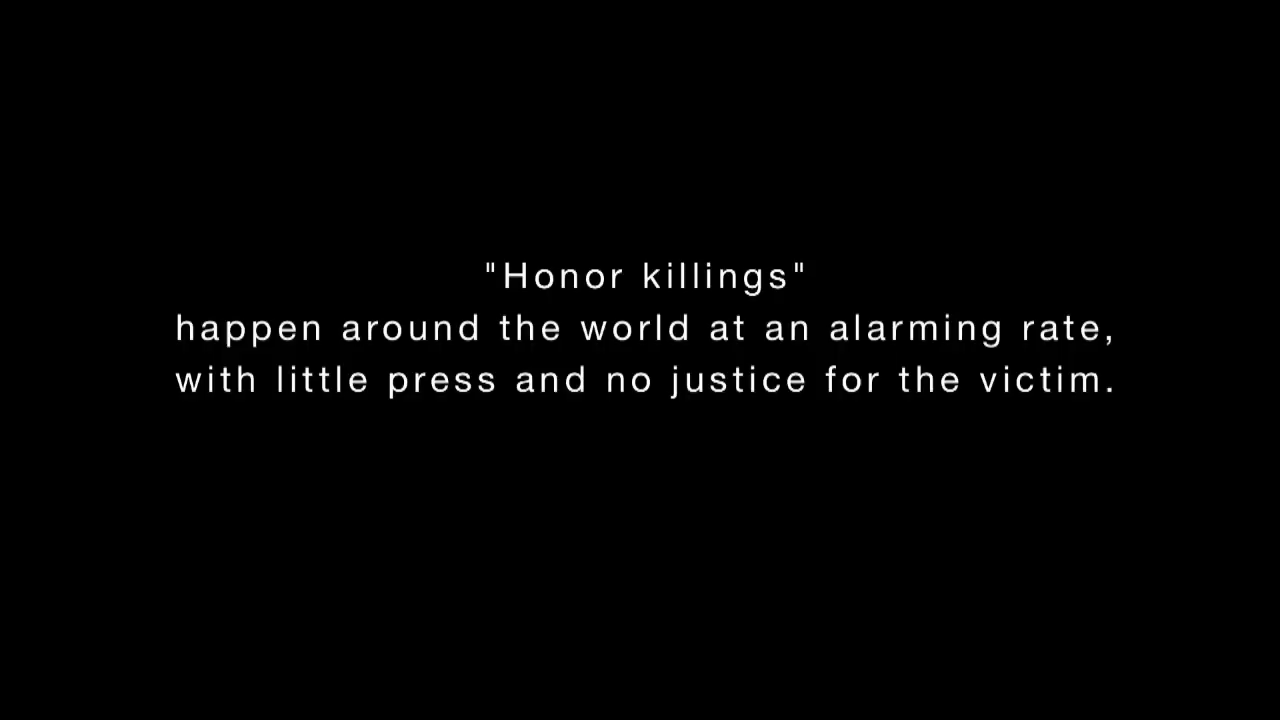 "Honor killings"
happen around the world at an alarming rate,
with little press and no justice for the victim.